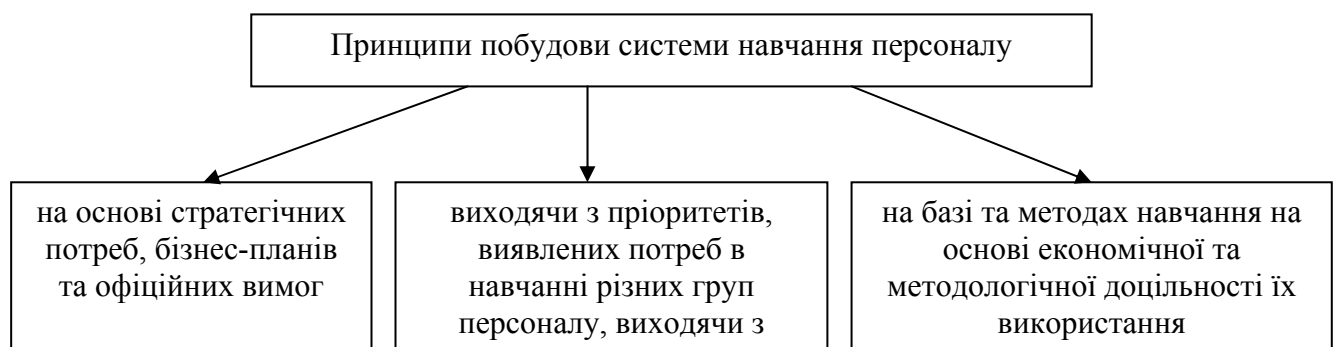 Принципи побудови системи навчання персоналу
на основі стратегічних
потреб, бізнес-планів
та офіційних вимог
виходячи з пріоритетів,
виявлених потреб в
навчанні різних груп
персоналу, виходячи з
на базі та методах навчання на
основі економічної та
методологічної доцільності їх
використання